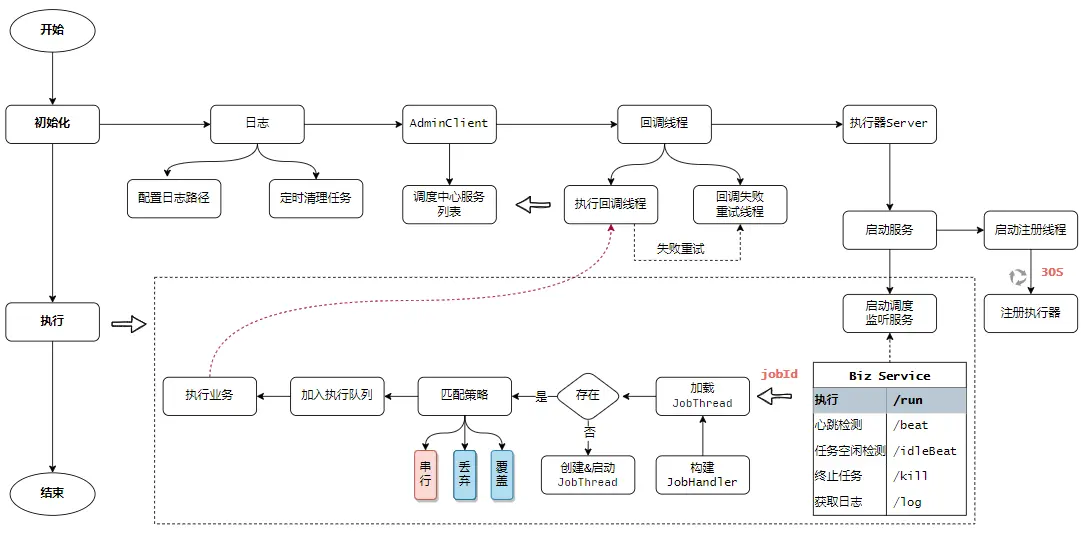 开始
初始化
日志
AdminClient
回调线程
执行器Server
配置日志路径
定时清理任务
调度中心服务
列表
执行回调线程
回调失败
重试线程
失败重试
启动服务
启动注册线程
30S
注册执行器
启动调度
监听服务
执行
执行业务
加入执行队列
匹配策略
是
存在
否
加载
JobThread
jobId
串行
丢弃
覆盖
创建&启动
JobThread
构建
JobHandler
Biz Service
执行 /run
心跳检测 /beat
任务空闲检测 /idleBeat
终止任务 /kill
获取日志 /log
结束